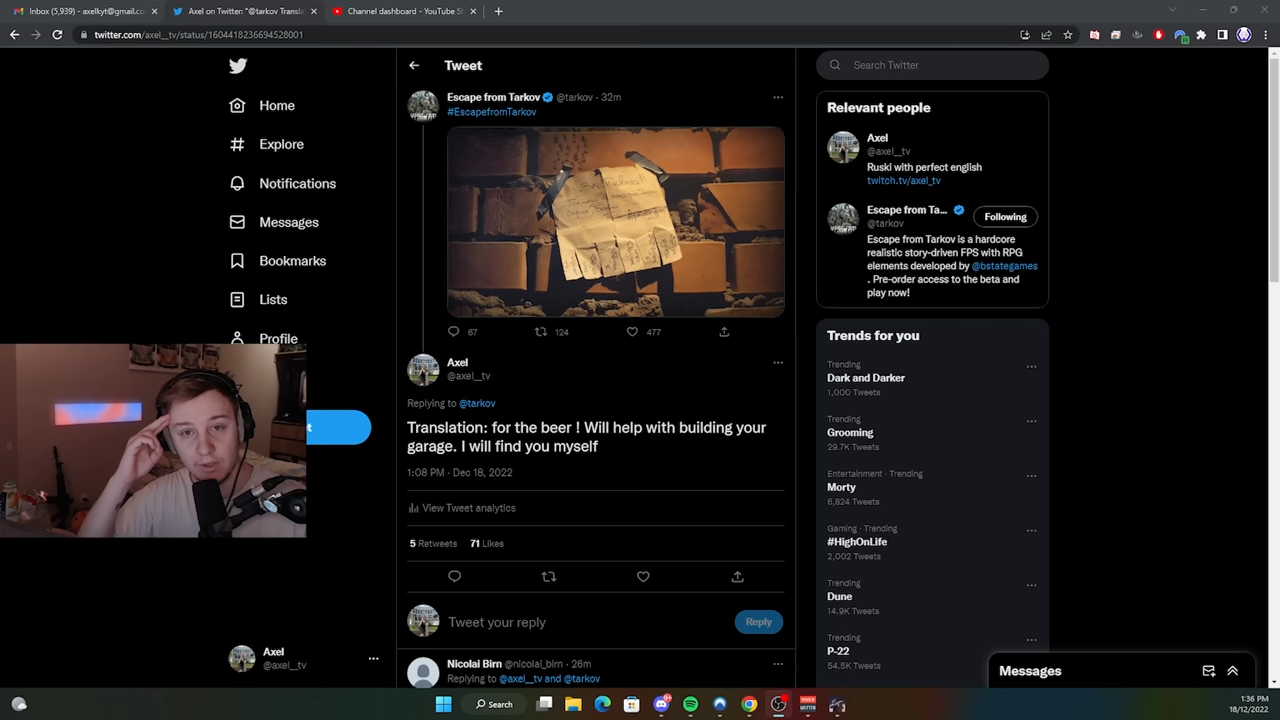 Inbox (5,939) - axelkyt@gmail.co
Axel on Twitter: "@tarkov Transla
Channel dashboard - YouTube S
twitter.com/axel__tv/status/1604418236694528001
Home
Explore
Notifications
Messages
Bookmarks
Lists
Profile
Axel
@axel__tv
Tweet
Escape from Tarkov @tarkov · 32m
#EscapefromTarkov
67 124 477
Axel
@axel__tv
Replying to @tarkov
Translation: for the beer ! Will help with building your
garage. I will find you myself
1:08 PM · Dec 18, 2022
View Tweet analytics
5 Retweets 71 Likes
Tweet your reply
Reply
Nicolai Birn @nicolai_birn · 26m
Replying to @axel__tv and @tarkov
Search Twitter
Relevant people
Axel
@axel__tv
Ruski with perfect english
twitch.tv/axel_tv
Escape from Ta...
@tarkov
Following
Escape from Tarkov is a hardcore
realistic story-driven FPS with RPG
elements developed by @bstategames
. Pre-order access to the beta and
play now!
Trends for you
Trending
Dark and Darker
1,000 Tweets
Trending
Grooming
29.7K Tweets
Entertainment · Trending
Morty
6,824 Tweets
Gaming · Trending
#HighOnLife
2,002 Tweets
Trending
Dune
14.9K Tweets
Trending
P-22
54.5K Tweets
Messages
Search
1:36 PM
18/12/2022